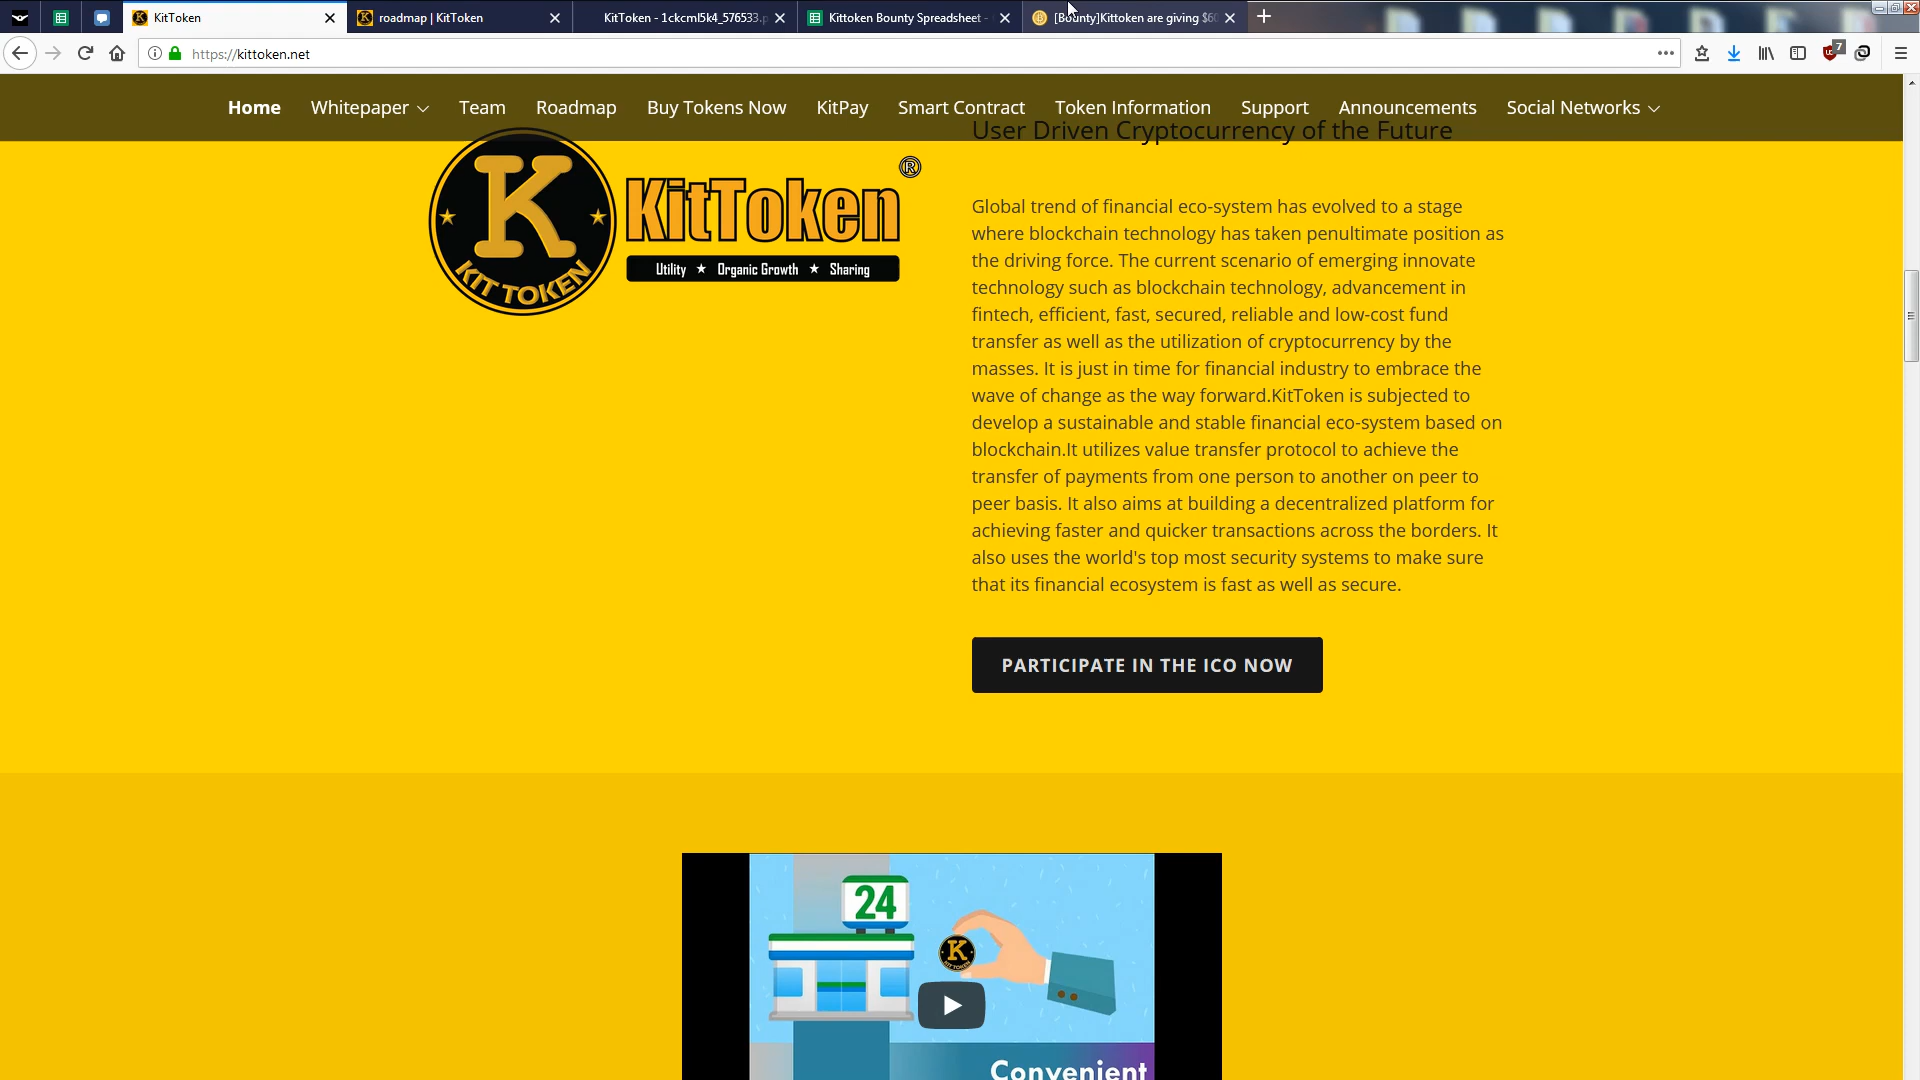 KitToken
roadmap | KitToken
KitToken - 1ckcml5k4_576533.p
Kittoken Bounty Spreadsheet -
[Bounty]Kittoken are giving $60
https://kittoken.net
7
Home
Whitepaper
Team
Roadmap
Buy Tokens Now
KitPay
Smart Contract
Token Information
Support
Announcements
Social Networks
User Driven Cryptocurrency of the Future
K
KIT TOKEN
KitToken
®
Utility ★ Organic Growth ★ Sharing
Global trend of financial eco-system has evolved to a stage
where blockchain technology has taken penultimate position as
the driving force. The current scenario of emerging innovate
technology such as blockchain technology, advancement in
fintech, efficient, fast, secured, reliable and low-cost fund
transfer as well as the utilization of cryptocurrency by the
masses. It is just in time for financial industry to embrace the
wave of change as the way forward.KitToken is subjected to
develop a sustainable and stable financial eco-system based on
blockchain.It utilizes value transfer protocol to achieve the
transfer of payments from one person to another on peer to
peer basis. It also aims at building a decentralized platform for
achieving faster and quicker transactions across the borders. It
also uses the world's top most security systems to make sure
that its financial ecosystem is fast as well as secure.
PARTICIPATE IN THE ICO NOW
24
K
KIT TOKEN
Convenient